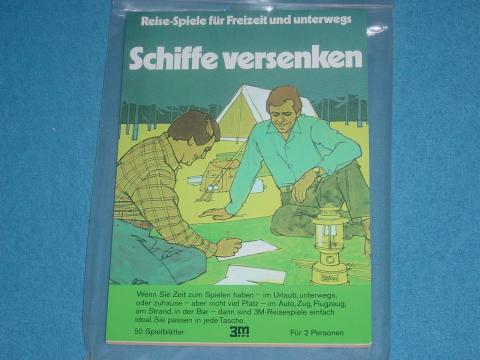 Reise-Spiele für Freizeit und unterwegs
Schiffe versenken
Wenn Sie Zeit zum Spielen haben – im Urlaub, unterwegs,
oder zuhause – aber nicht viel Platz – im Auto, Zug, Flugzeug,
am Strand, in der Bar – dann sind 3M-Reisespiele einfach
ideal. Sie passen in jede Tasche.
50 Spielblätter 3M Für 2 Personen